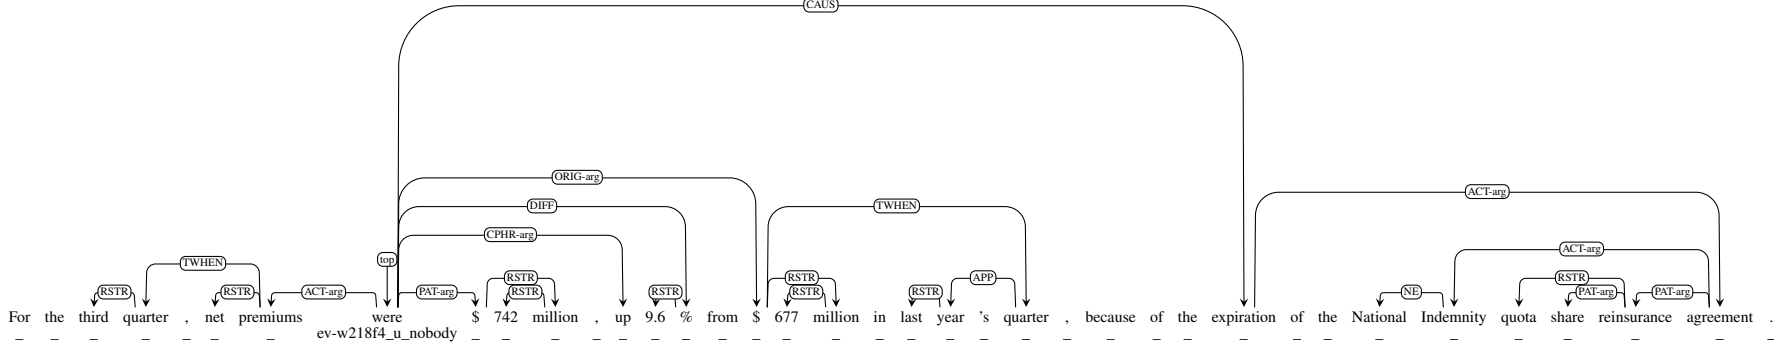 CAUS
ORIG-arg
ACT-arg
DIFF
TWHEN
CPHR-arg
ACT-arg
top
TWHEN
RSTR
RSTR
APP
RSTR
RSTR
RSTR
ACT-arg
PAT-arg
RSTR
RSTR
RSTR
RSTR
NE
PAT-arg
PAT-arg
For the third quarter , net premiums were $ 742 million , up 9.6 % from $ 677 million in last year 's quarter , because of the expiration of the National Indemnity quota share reinsurance agreement .
ev-w218f4_u_nobody
_ _ _ _ _ _ _ _ _ _ _ _ _ _ _ _ _ _ _ _ _ _ _ _ _ _ _ _ _ _ _ _ _ _ _ _